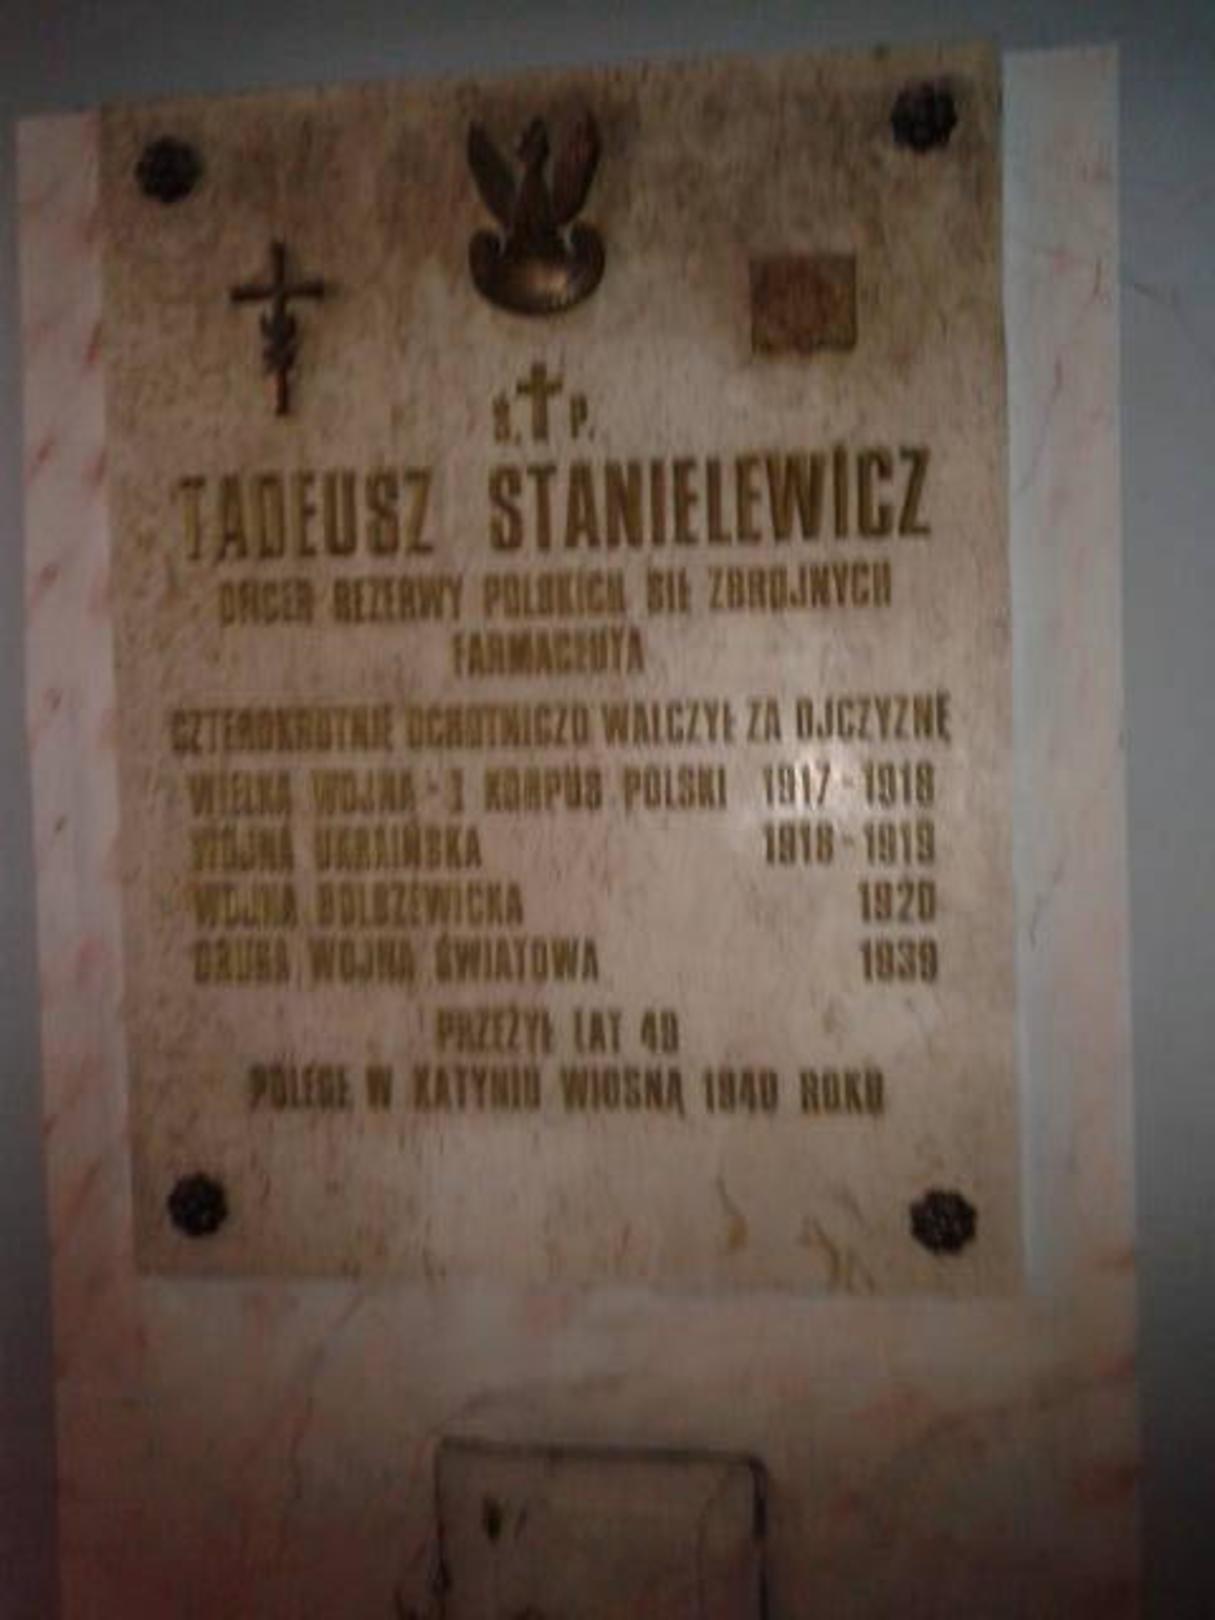 Ś. P.
TADEUSZ STANIELEWICZ
OFICER REZERWY POLSKICH SIŁ ZBROJNYCH
FARMACEUTA
CZTEROKROTNIE OCHOTNICZO WALCZYŁ ZA OJCZYZNĘ
WIELKA WOJNA - I KORPUS POLSKI 1917 - 1918
WOJNA UKRAIŃSKA 1918 - 1919
WOJNA BOLSZEWICKA 1920
DRUGA WOJNA ŚWIATOWA 1939
PRZEŻYŁ LAT
POLEGŁ W KATYNIU WIOSNĄ 1940 ROKU